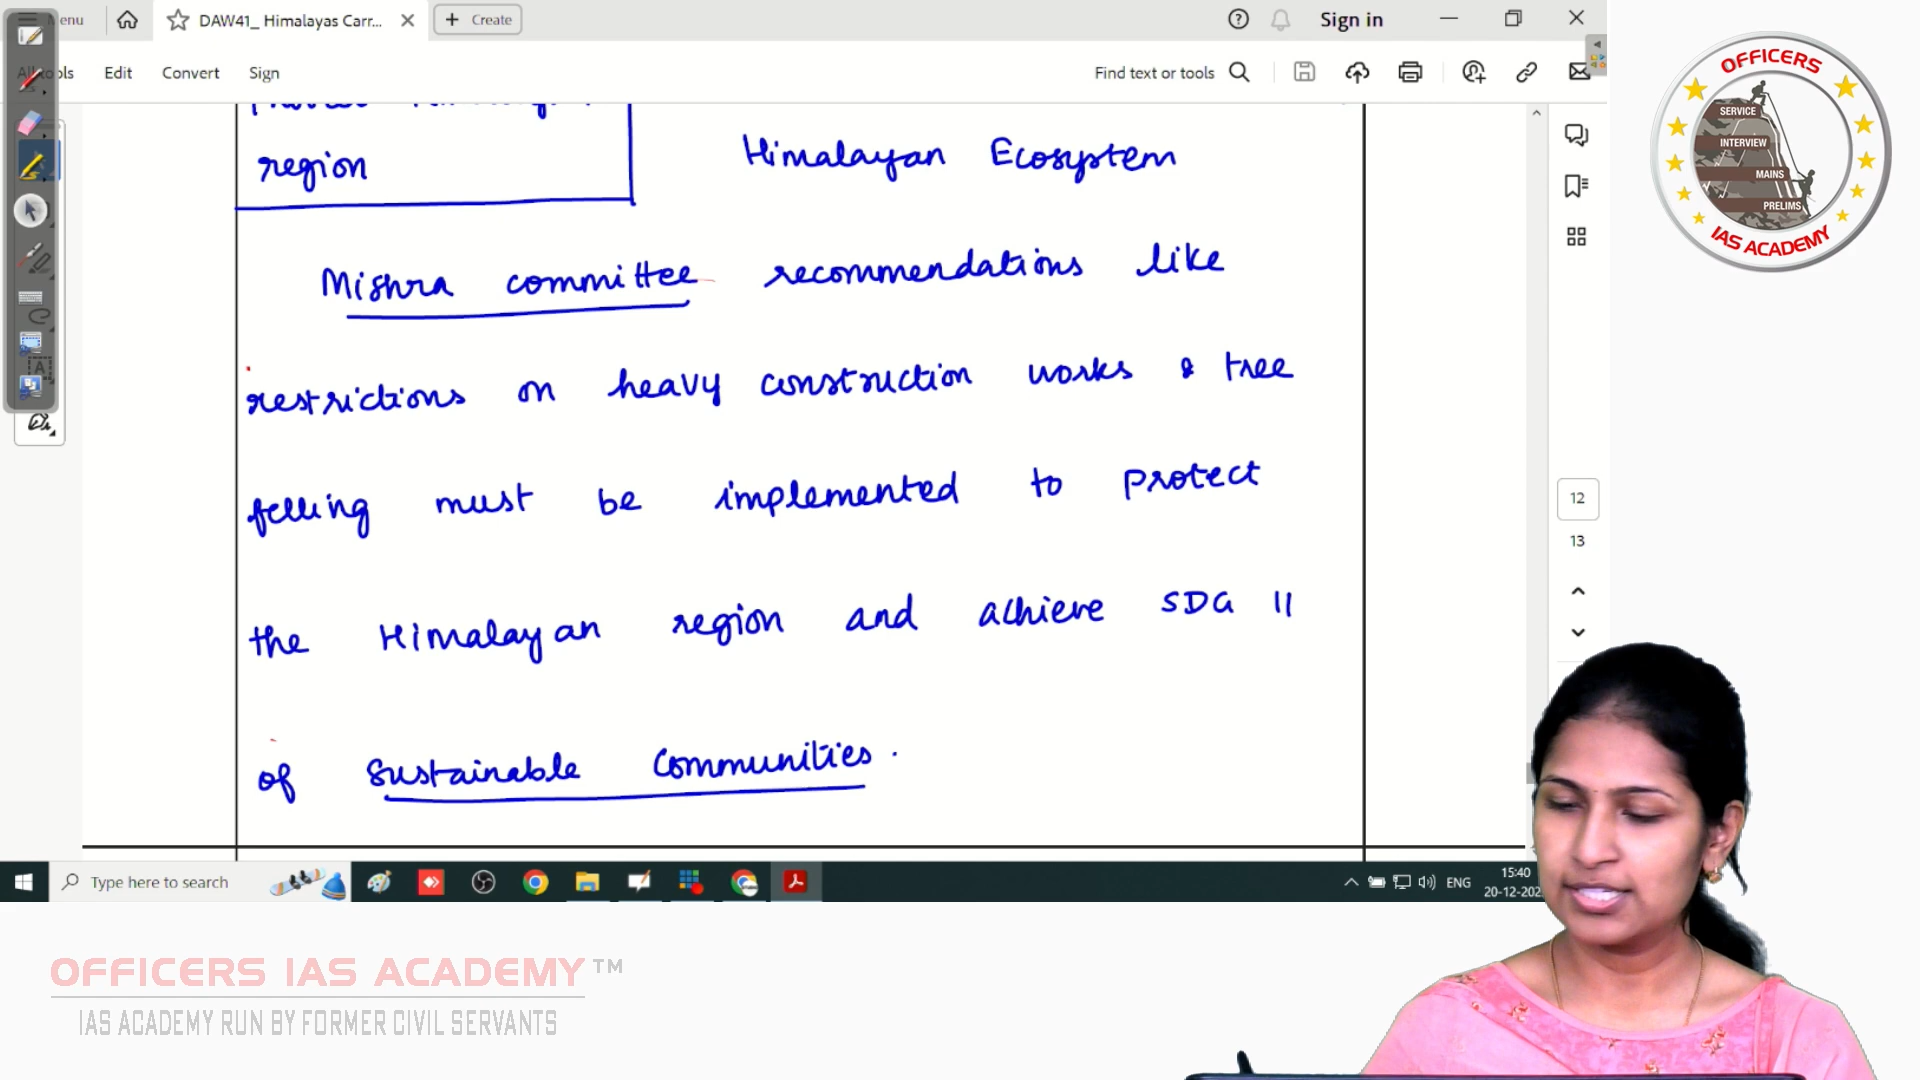 DAW41_ Himalayas Carr...
Create
Sign in
Edit
Convert
Sign
Find text or tools
region
Himalayan Ecosystem
Mishra committee recommendations like
restrictions on heavy construction works & tree
felling must be implemented to protect
the Himalayan region and achieve SDG 11
of Sustainable Communities.
12
13
Type here to search
ENG
15:40
OFFICERS
SERVICE
INTERVIEW
MAINS
PRELIMS
IAS ACADEMY
OFFICERS IAS ACADEMY™
IAS ACADEMY RUN BY FORMER CIVIL SERVANTS